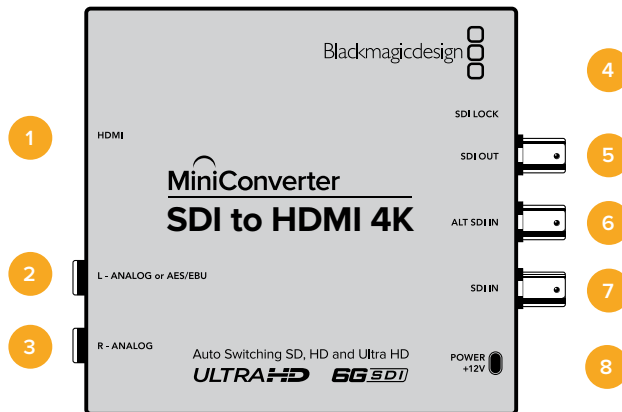 Blackmagicdesign
4
SDI LOCK
1
HDMI
SDI OUT
5
MiniConverter
SDI to HDMI 4K
ALT SDI IN
6
2
L - ANALOG or AES/EBU
SDI IN
7
3
R - ANALOG
Auto Switching SD, HD and Ultra HD
POWER
+12V
8
ULTRAHD
6G SDI